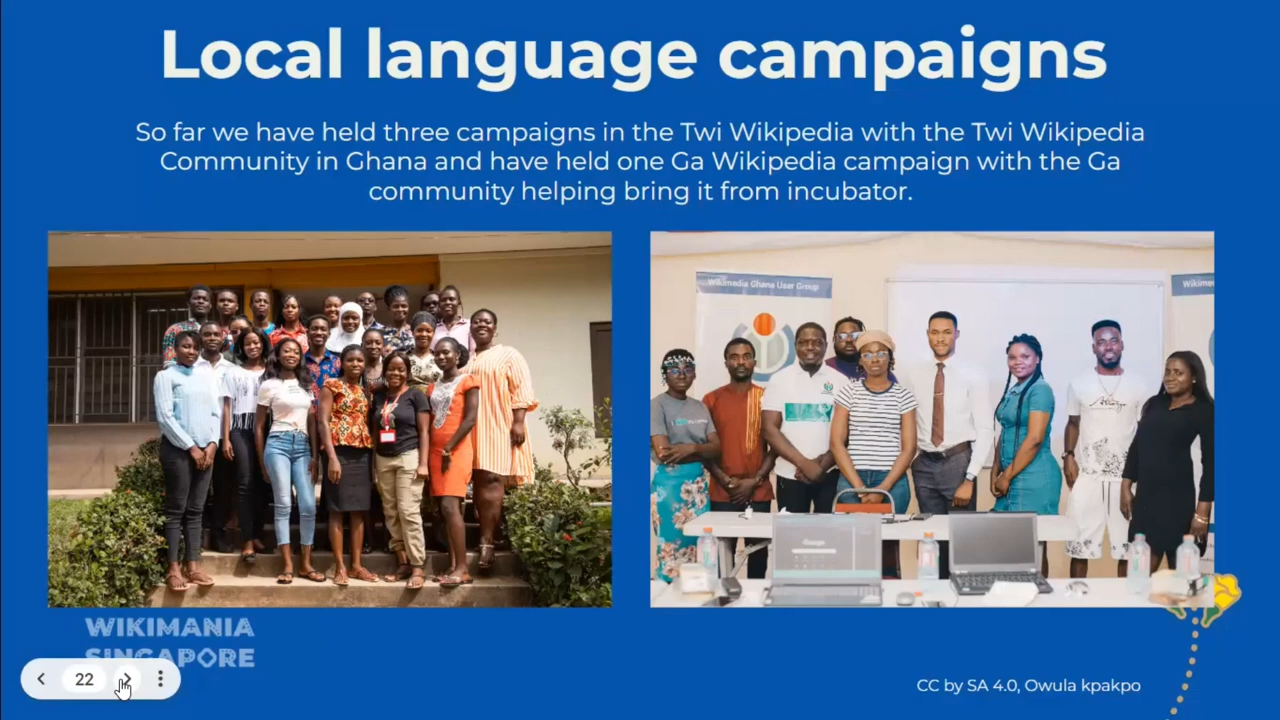 Local language campaigns
So far we have held three campaigns in the Twi Wikipedia with the Twi Wikipedia
Community in Ghana and have held one Ga Wikipedia campaign with the Ga
community helping bring it from incubator.
Wikimedia Ghana User Group
WIKIMANIA
SINGAPORE
22
CC by SA 4.0, Owula kpakpo